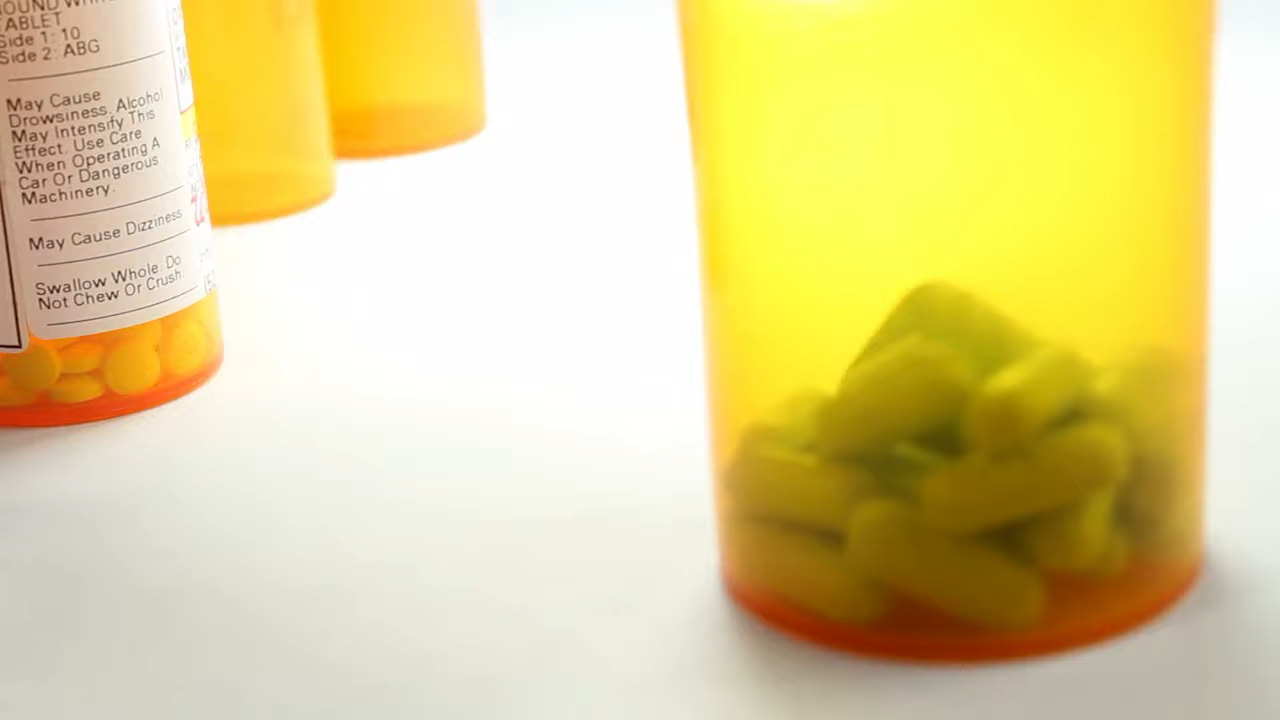 TABLET
Side 1: 10
Side 2: ABG
May Cause
Drowsiness. Alcohol
May Intensify This
Effect. Use Care
When Operating A
Car Or Dangerous
Machinery.
May Cause Dizziness
Swallow Whole. Do
Not Chew Or Crush.